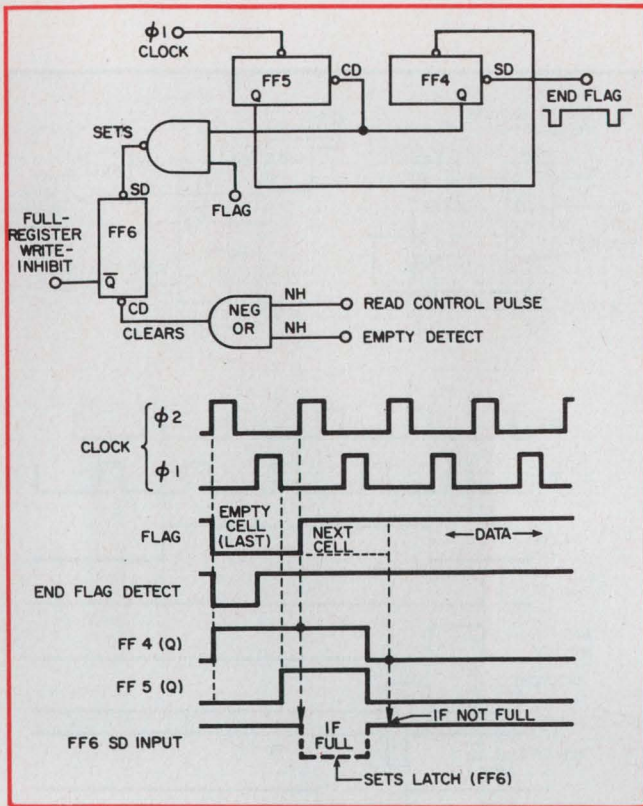 ϕ1
CLOCK
FF5
CD
Q
FF4
SD
Q
END FLAG
SETS
FLAG
SD
FULL-
REGISTER
WRITE-
INHIBIT
FF6
Q̅
CD
CLEARS
NEG
OR
NH
READ CONTROL PULSE
NH
EMPTY DETECT
CLOCK
ϕ2
ϕ1
FLAG
EMPTY
CELL
(LAST)
NEXT
CELL
DATA
END FLAG DETECT
FF 4 (Q)
FF 5 (Q)
IF NOT FULL
FF6 SD INPUT
IF
FULL
SETS LATCH (FF6)